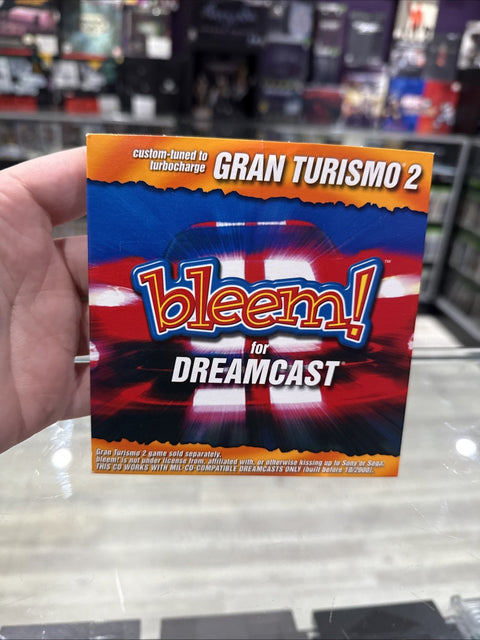 custom-tuned to
turbocharge
GRAN TURISMO® 2
bleem!™
for
DREAMCAST®
Gran Turismo 2 game sold separately.
bleem! is not under license from, affiliated with, or otherwise kissing up to Sony or Sega.
THIS CD WORKS WITH MIL-CD-COMPATIBLE DREAMCASTS ONLY (built before 10/2000).